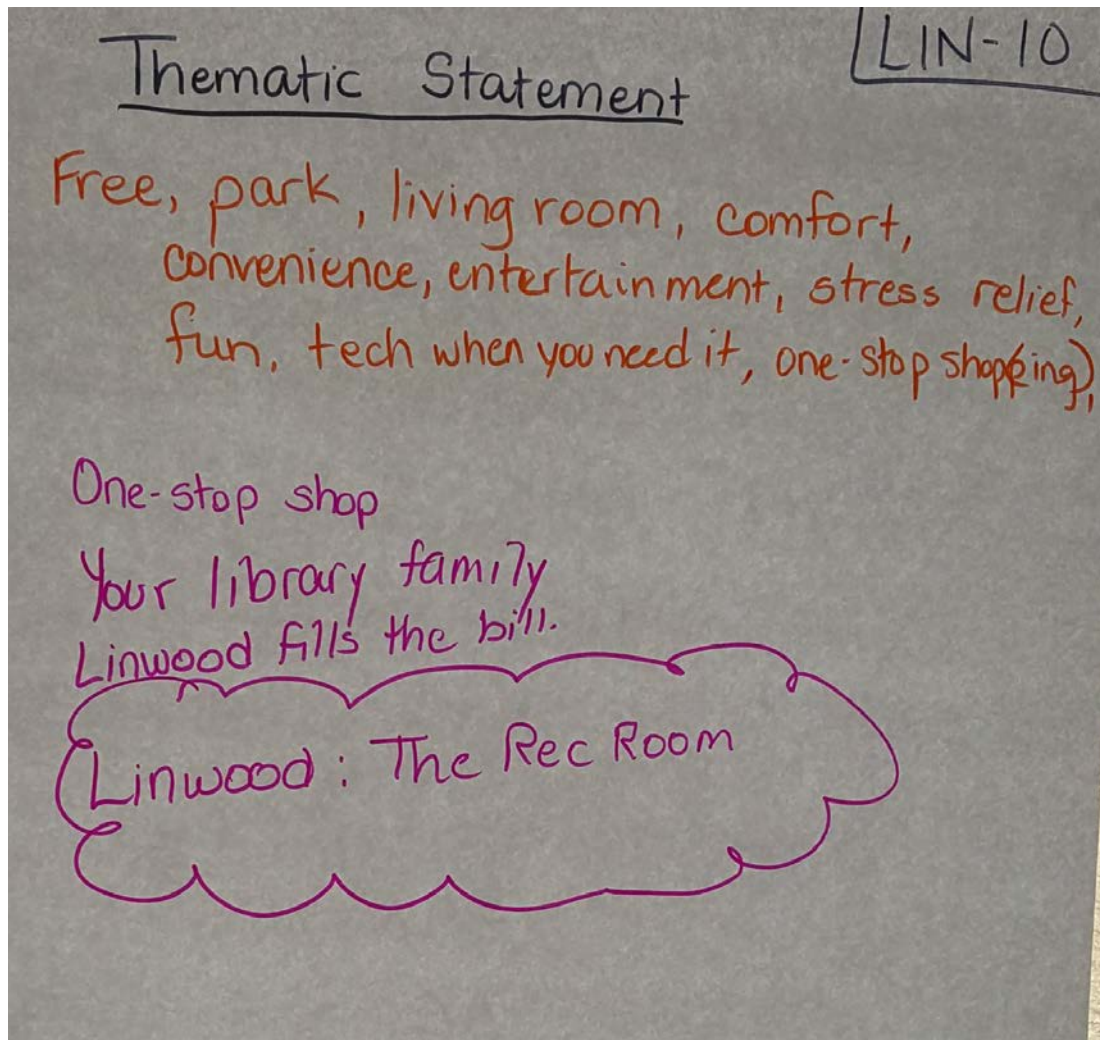 LIN-10
Thematic Statement
Free, park, living room, comfort,
convenience, entertainment, stress relief,
fun, tech when you need it, one-stop shop(ping),
One-stop shop
Your library family
Linwood fills the bill.
Linwood: The Rec Room